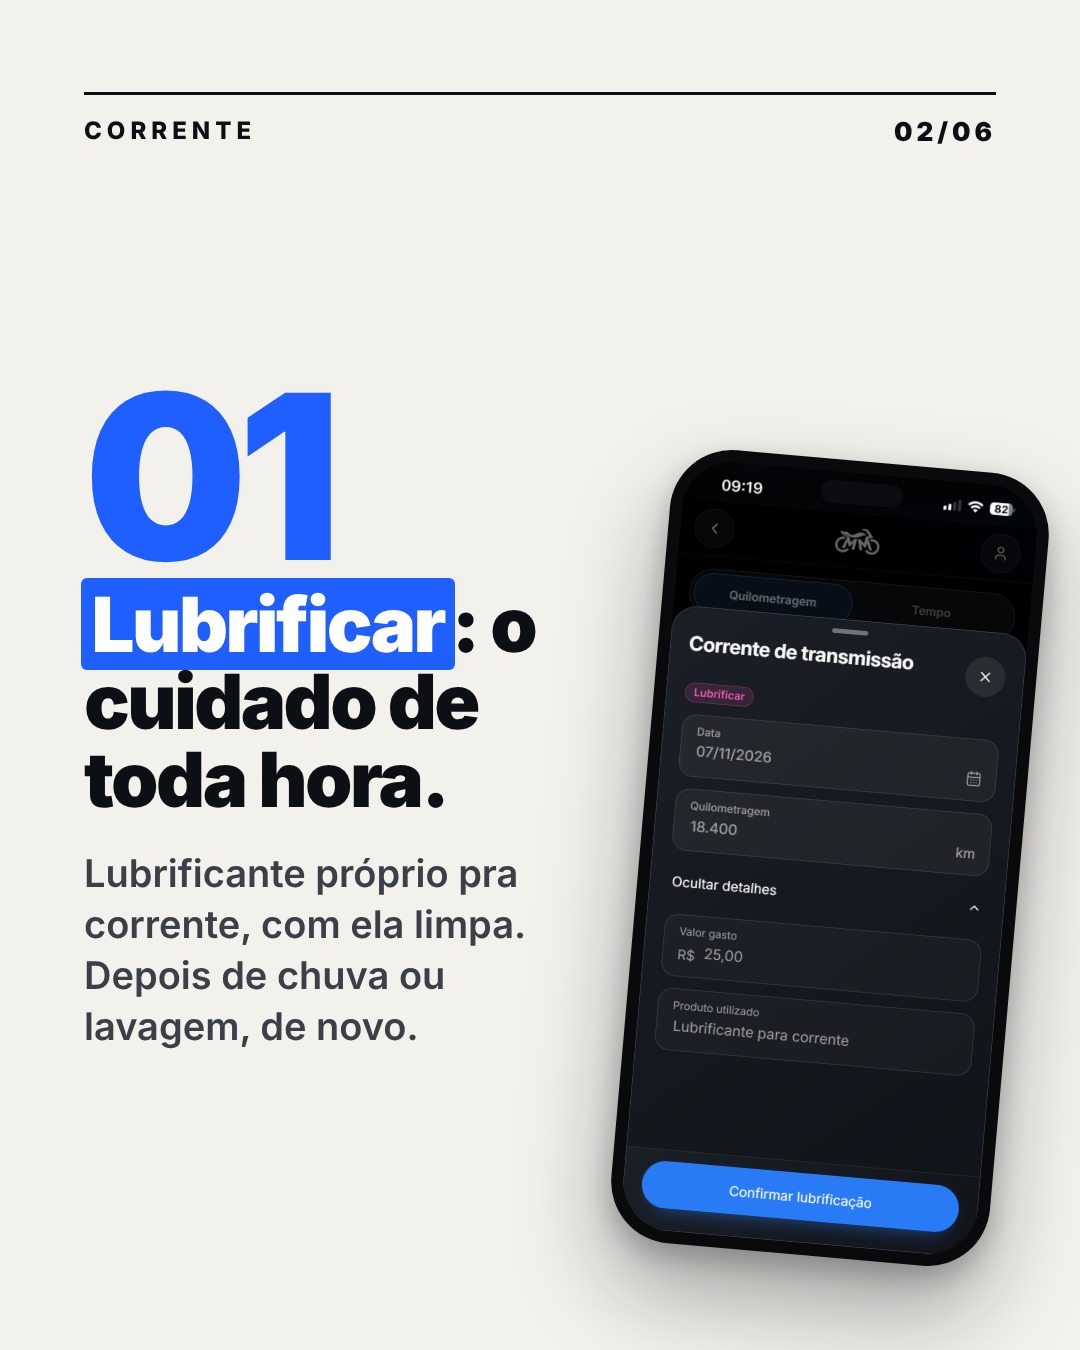 CORRENTE
02/06
01
Lubrificar: o
cuidado de
toda hora.
Lubrificante próprio pra
corrente, com ela limpa.
Depois de chuva ou
lavagem, de novo.
09:19
82
MM
Quilometragem
Tempo
Corrente de transmissão
Lubrificar
Data
07/11/2026
Quilometragem
18.400
km
Ocultar detalhes
Valor gasto
R$ 25,00
Produto utilizado
Lubrificante para corrente
Confirmar lubrificação